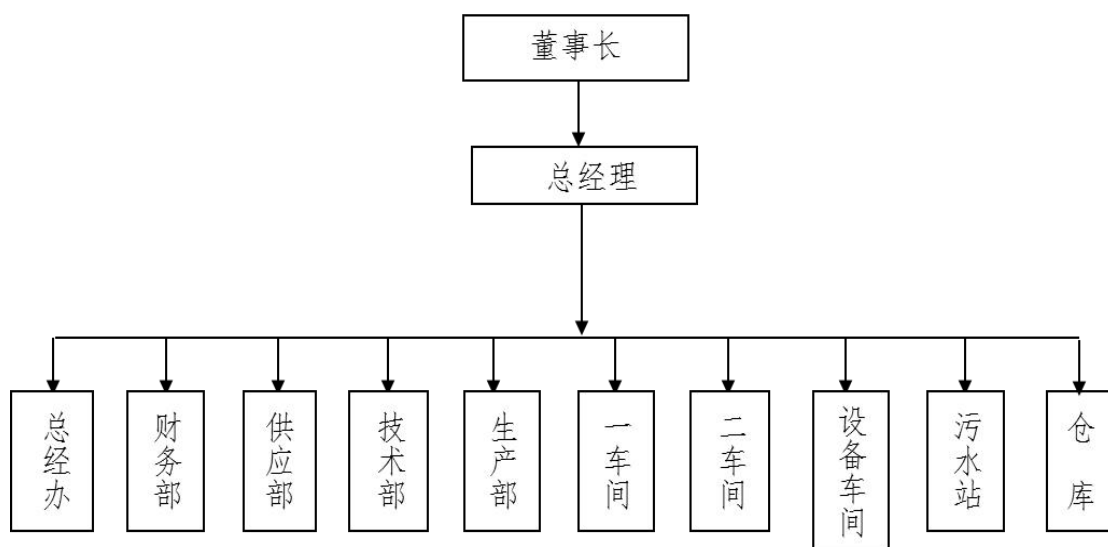 董事长
总经理
总经办
财务部
供应部
技术部
生产部
一车间
二车间
设备车间
污水站
仓库